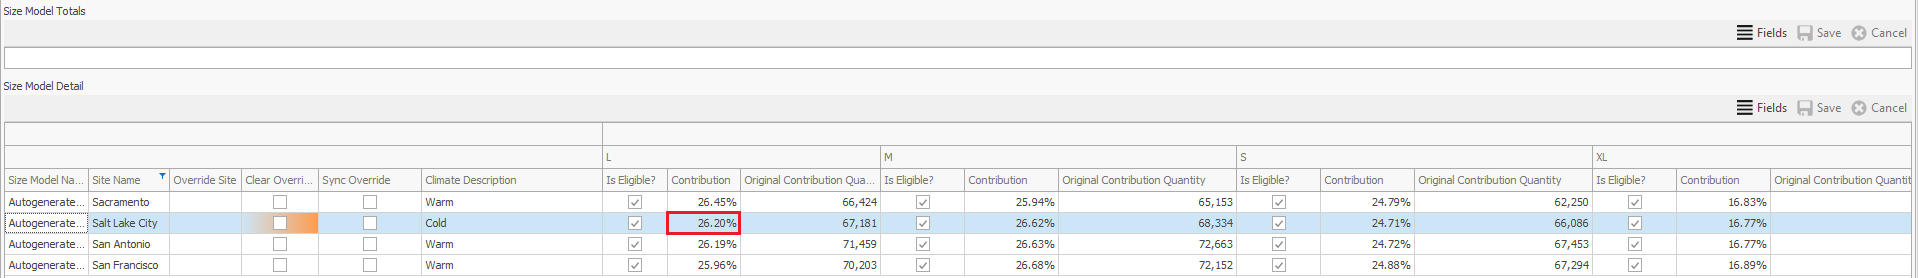 Size Model Totals
Fields Save Cancel
Size Model Detail
Fields Save Cancel
L M S XL
Size Model Na... Site Name Override Site Clear Overri... Sync Override Climate Description Is Eligible? Contribution Original Contribution Qua... Is Eligible? Contribution Original Contribution Quantity Is Eligible? Contribution Original Contribution Quantity Is Eligible? Contribution Original Contribution
Autogenerate... Sacramento Warm 26.45% 66,424 25.94% 65,153 24.79% 62,250 16.83%
Autogenerate... Salt Lake City Cold 26.20% 67,181 26.62% 68,334 24.71% 66,086 16.77%
Autogenerate... San Antonio Warm 26.19% 71,459 26.63% 72,663 24.72% 67,453 16.77%
Autogenerate... San Francisco Warm 25.96% 70,203 26.68% 72,152 24.88% 67,294 16.89%